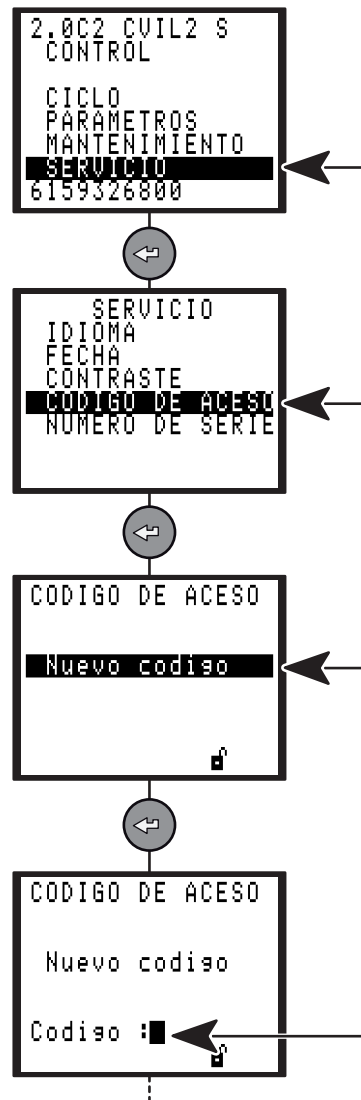 2.0C2 CVIL2 S
CONTROL
CICLO
PARAMETROS
MANTENIMIENTO
SERVICIO
6159326800
SERVICIO
IDIOMA
FECHA
CONTRASTE
CODIGO DE ACESO
NUMERO DE SERIE
CODIGO DE ACESO
Nuevo codigo
CODIGO DE ACESO
Nuevo codigo
Codigo :